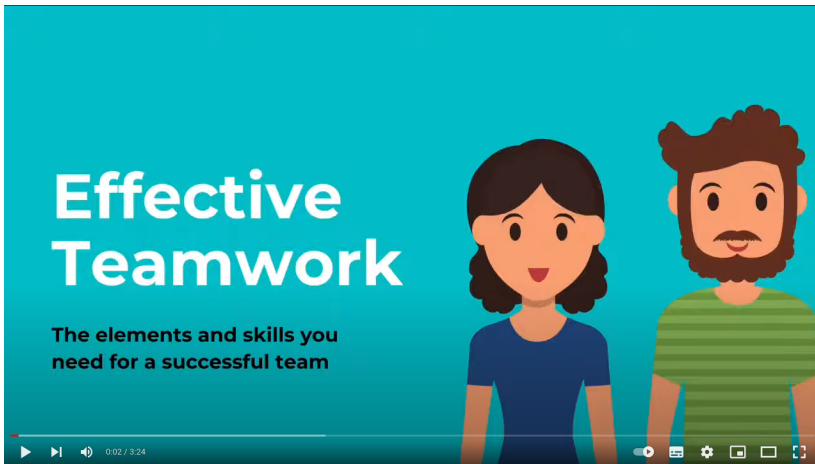 Effective
Teamwork
The elements and skills you
need for a successful team
0:02 / 3:24